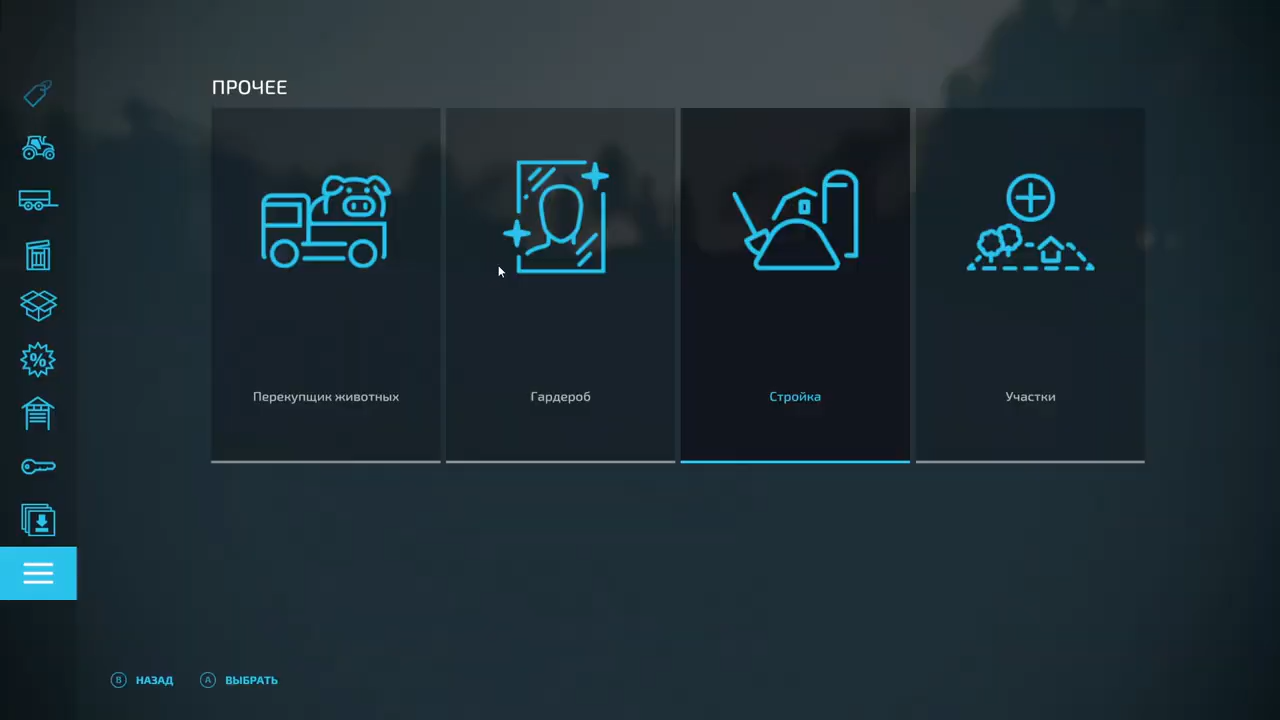 ПРОЧЕЕ
Перекупщик животных
Гардероб
Стройка
Участки
B НАЗАД A ВЫБРАТЬ